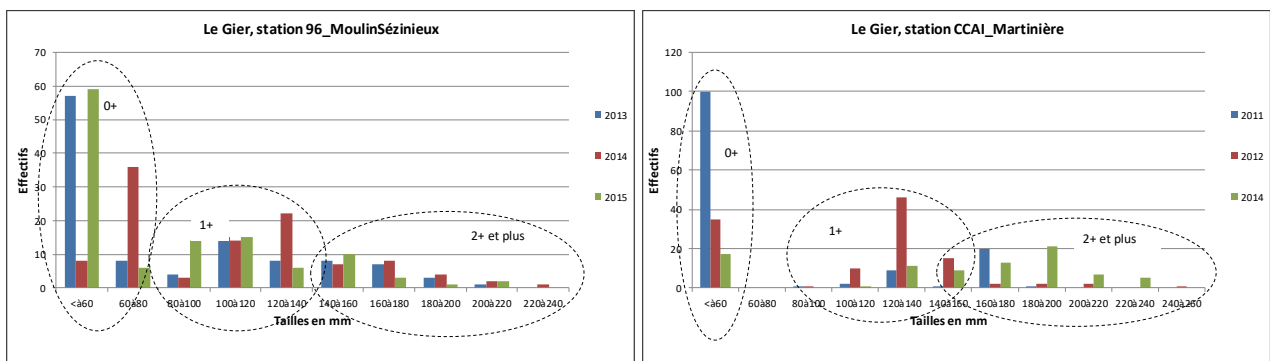 Le Gier, station 96_MoulinSézinieux
70
60
50
40
30
20
10
0
Effectifs
0+
1+
2+ et plus
2013
2014
2015
<à60 60à80 80à100 100à120 120à140 140à160 160à180 180à200 200à220 220à240
Tailles en mm
Le Gier, station CCAI_Martinière
120
100
80
60
40
20
0
Effectifs
0+
1+
2+ et plus
2011
2012
2014
<à60 60à80 80à100 100à120 120à140 140à160 160à180 180à200 200à220 220à240 240à260
Tailles en mm